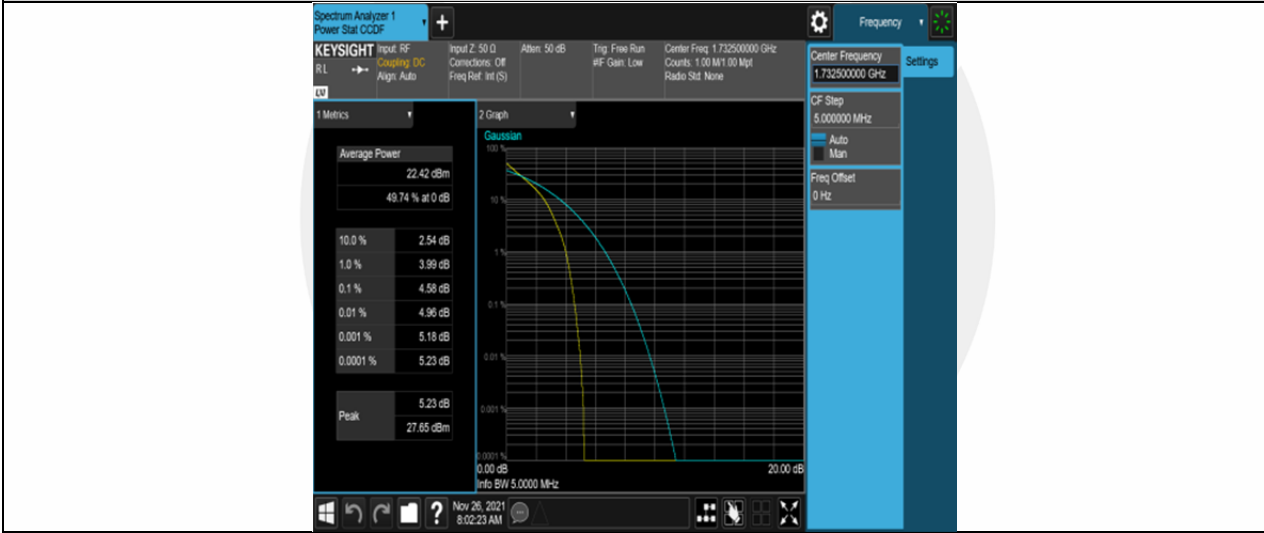 Spectrum Analyzer 1
Power Stat CCDF
Frequency
KEYSIGHT
Input: RF
Coupling: DC
Align: Auto
RL
LV
Input Z: 50 Ω
Corrections: Off
Freq Ref: Int (S)
Atten: 50 dB
Trig: Free Run
#IF Gain: Low
Center Freq: 1.732500000 GHz
Counts: 1.00 M/1.00 Mpt
Radio Std: None
Center Frequency
1.732500000 GHz
Settings
CF Step
5.000000 MHz
Auto
Man
Freq Offset
0 Hz
1 Metrics
Average Power
22.42 dBm
49.74 % at 0 dB
10.0 % 2.54 dB
1.0 % 3.99 dB
0.1 % 4.58 dB
0.01 % 4.96 dB
0.001 % 5.18 dB
0.0001 % 5.23 dB
Peak
5.23 dB
27.65 dBm
2 Graph
Gaussian
100 %
10 %
1 %
0.1 %
0.01 %
0.001 %
0.0001 %
0.00 dB
20.00 dB
Info BW 5.0000 MHz
?
Nov 26, 2021
8:02:23 AM